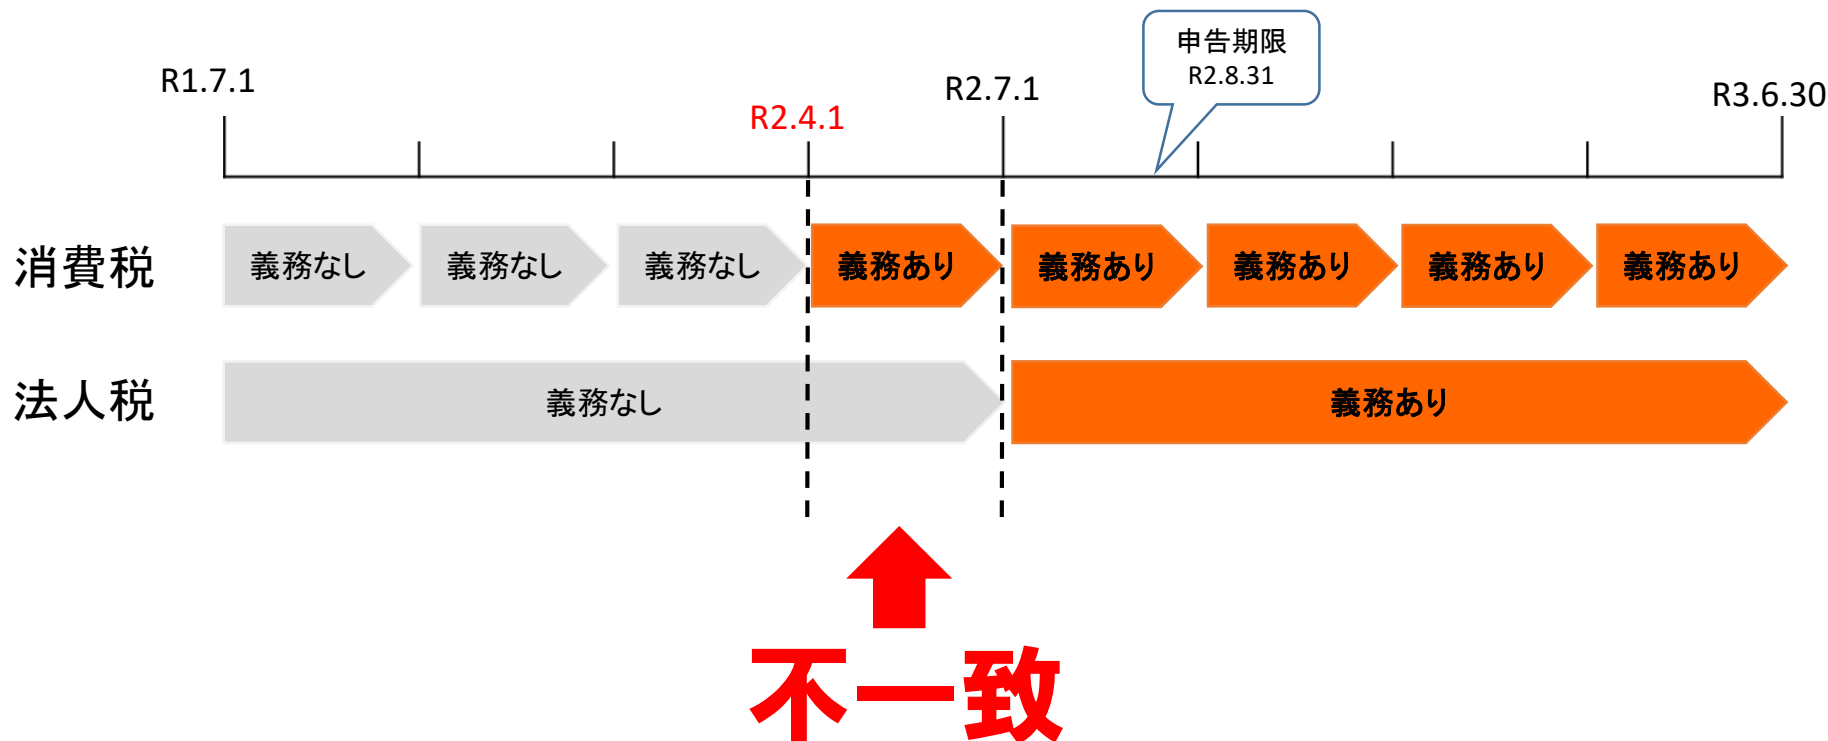 申告期限
R2.8.31
R1.7.1
R2.4.1
R2.7.1
R3.6.30
消費税
義務なし
義務なし
義務なし
義務あり
義務あり
義務あり
義務あり
義務あり
法人税
義務なし
義務あり
不一致